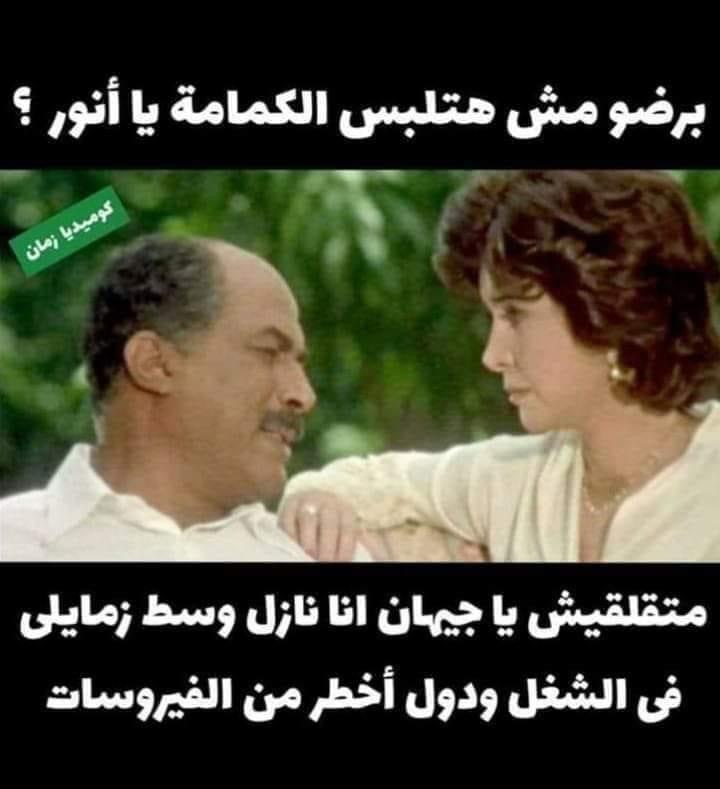 برضو مش هتلبس الكمامة يا أنور ؟
كوميديا زمان
متقلقيش يا جيهان انا نازل وسط زمايلى
فى الشغل ودول أخطر من الفيروسات